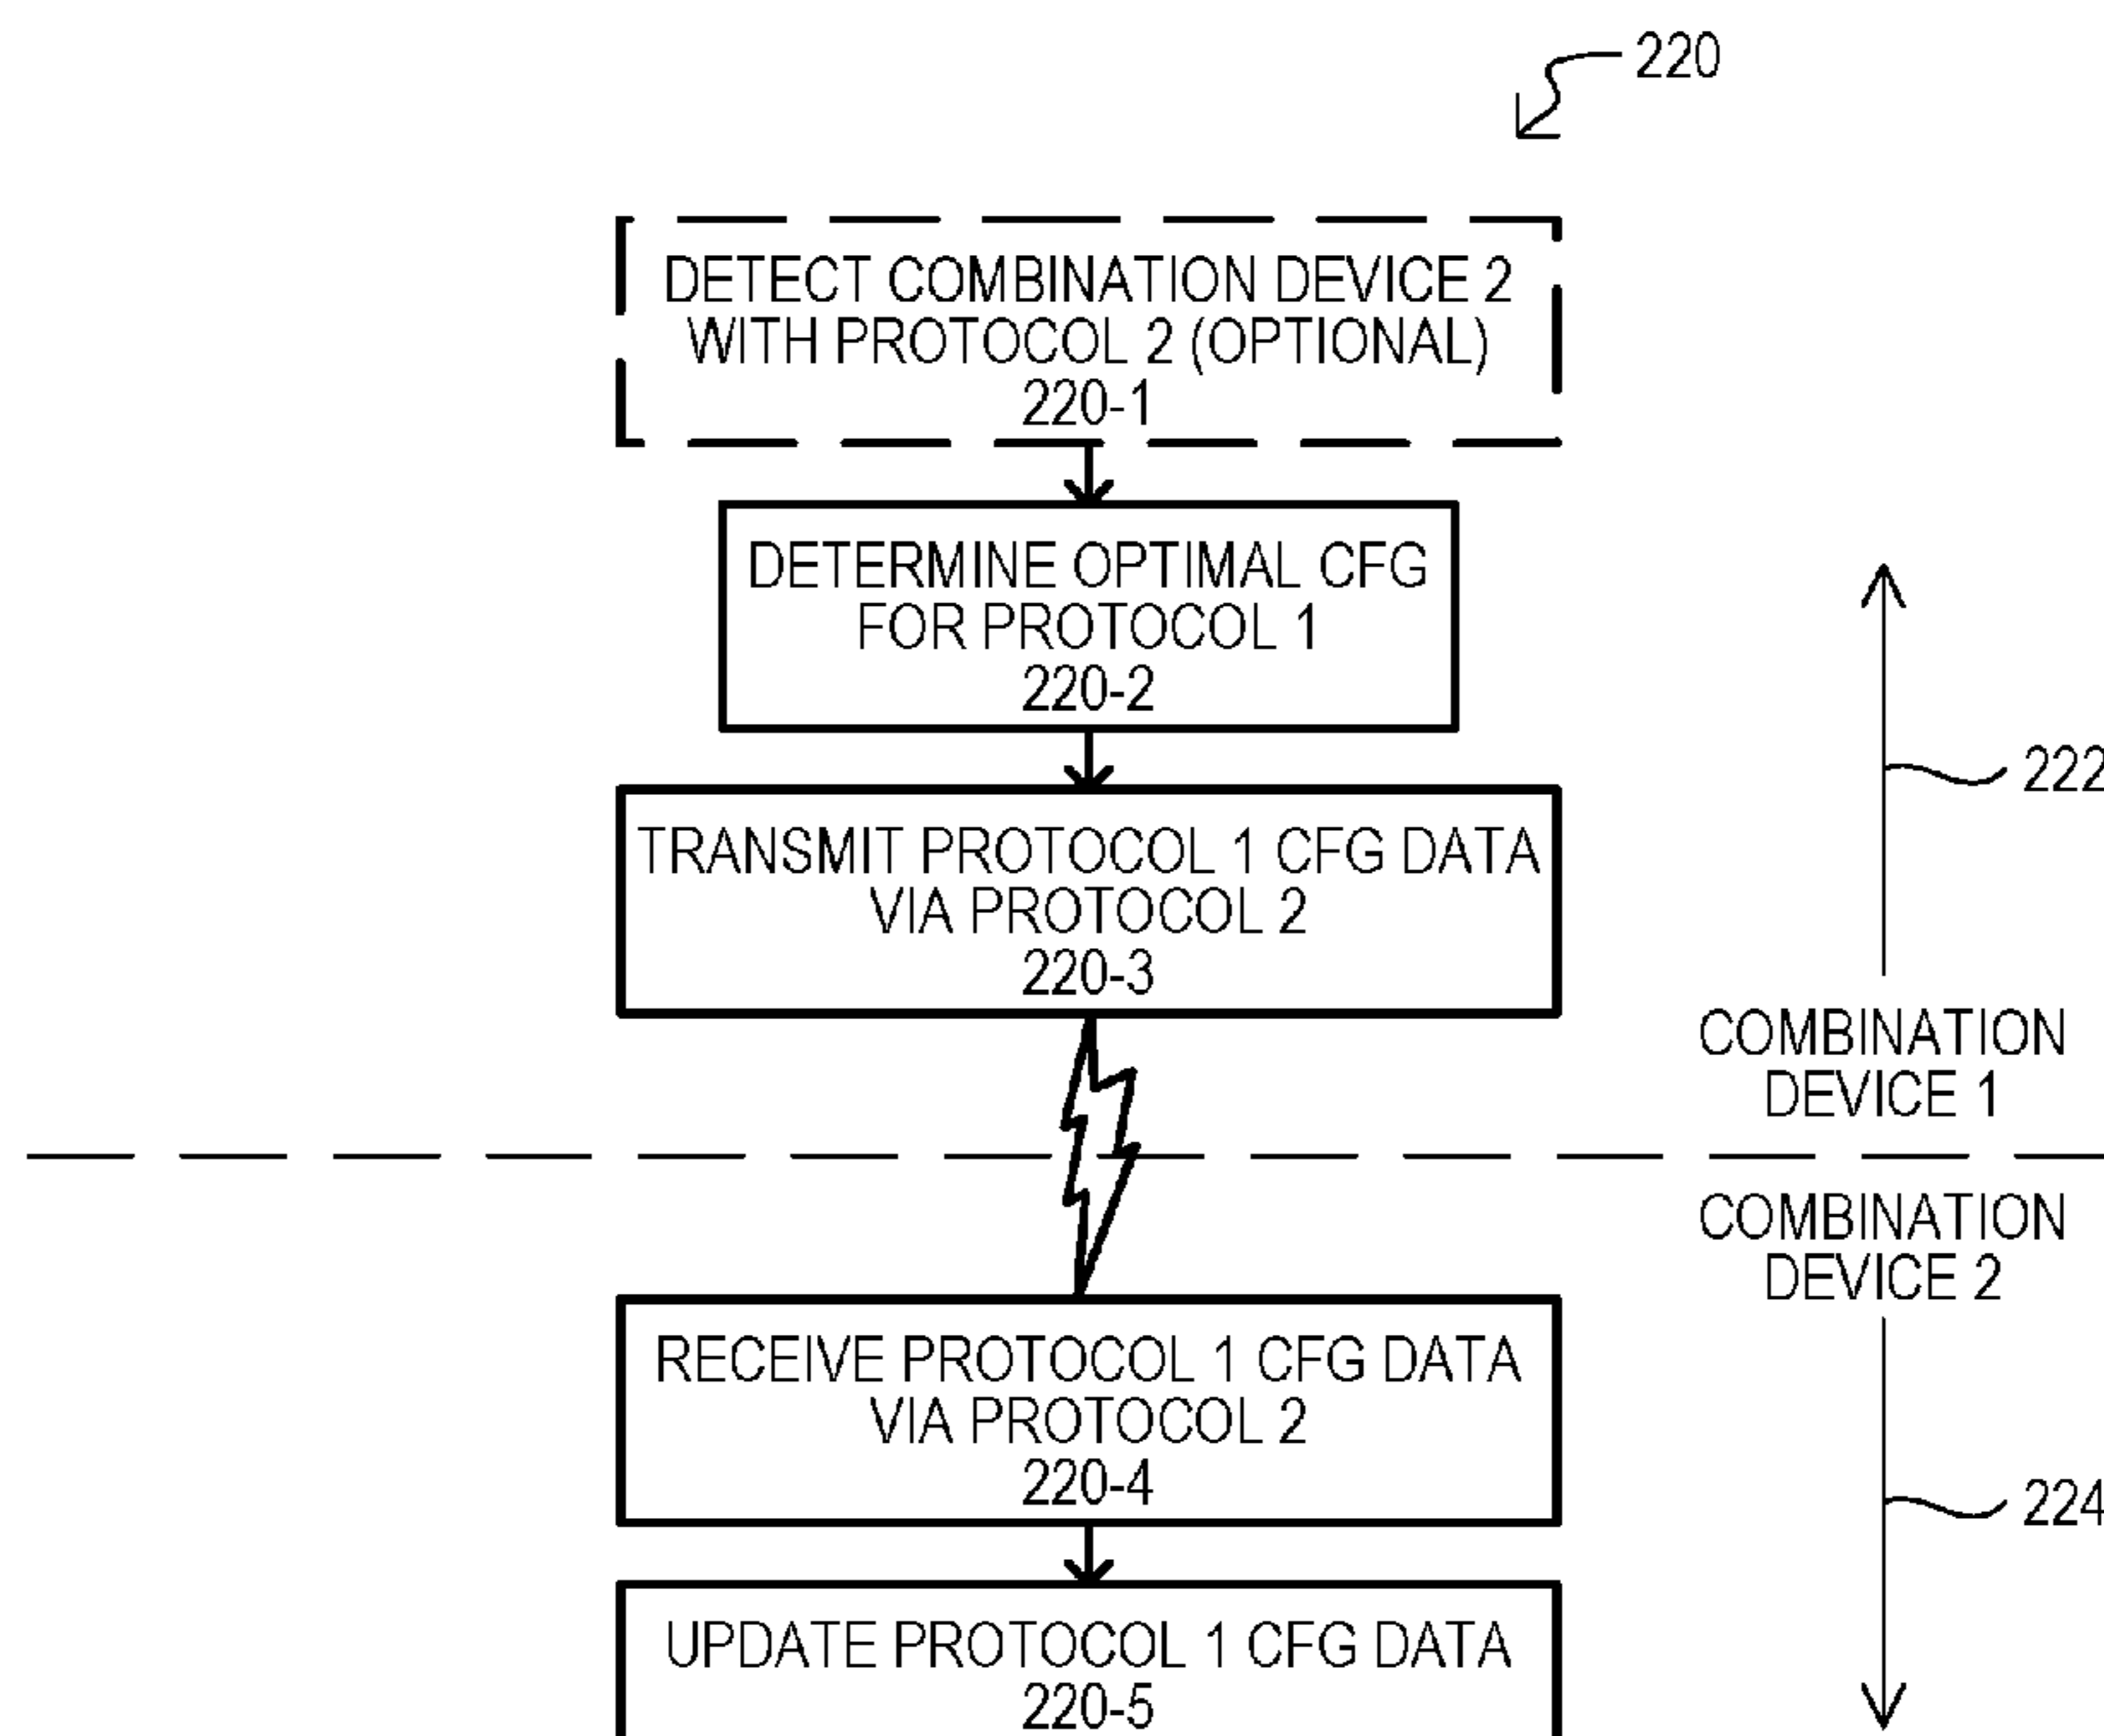 220
DETECT COMBINATION DEVICE 2
WITH PROTOCOL 2 (OPTIONAL)
220-1
DETERMINE OPTIMAL CFG
FOR PROTOCOL 1
220-2
222
TRANSMIT PROTOCOL 1 CFG DATA
VIA PROTOCOL 2
220-3
COMBINATION
DEVICE 1
COMBINATION
DEVICE 2
RECEIVE PROTOCOL 1 CFG DATA
VIA PROTOCOL 2
220-4
224
UPDATE PROTOCOL 1 CFG DATA
220-5